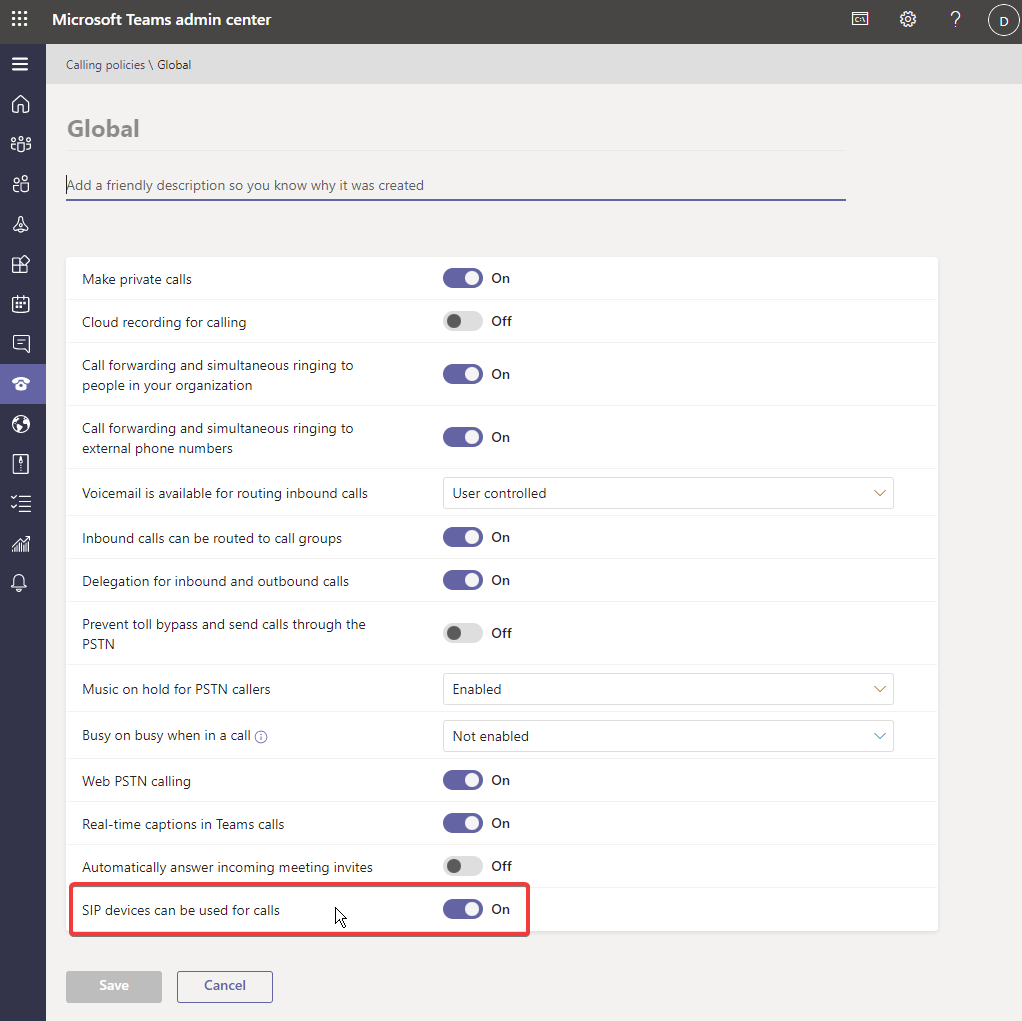 Microsoft Teams admin center
C:\
?
D
Calling policies \ Global
Global
Add a friendly description so you know why it was created
Make private calls
On
Cloud recording for calling
Off
Call forwarding and simultaneous ringing to
people in your organization
On
Call forwarding and simultaneous ringing to
external phone numbers
On
Voicemail is available for routing inbound calls
User controlled
Inbound calls can be routed to call groups
On
Delegation for inbound and outbound calls
On
Prevent toll bypass and send calls through the
PSTN
Off
Music on hold for PSTN callers
Enabled
Busy on busy when in a call
Not enabled
Web PSTN calling
On
Real-time captions in Teams calls
On
Automatically answer incoming meeting invites
Off
SIP devices can be used for calls
On
Save
Cancel